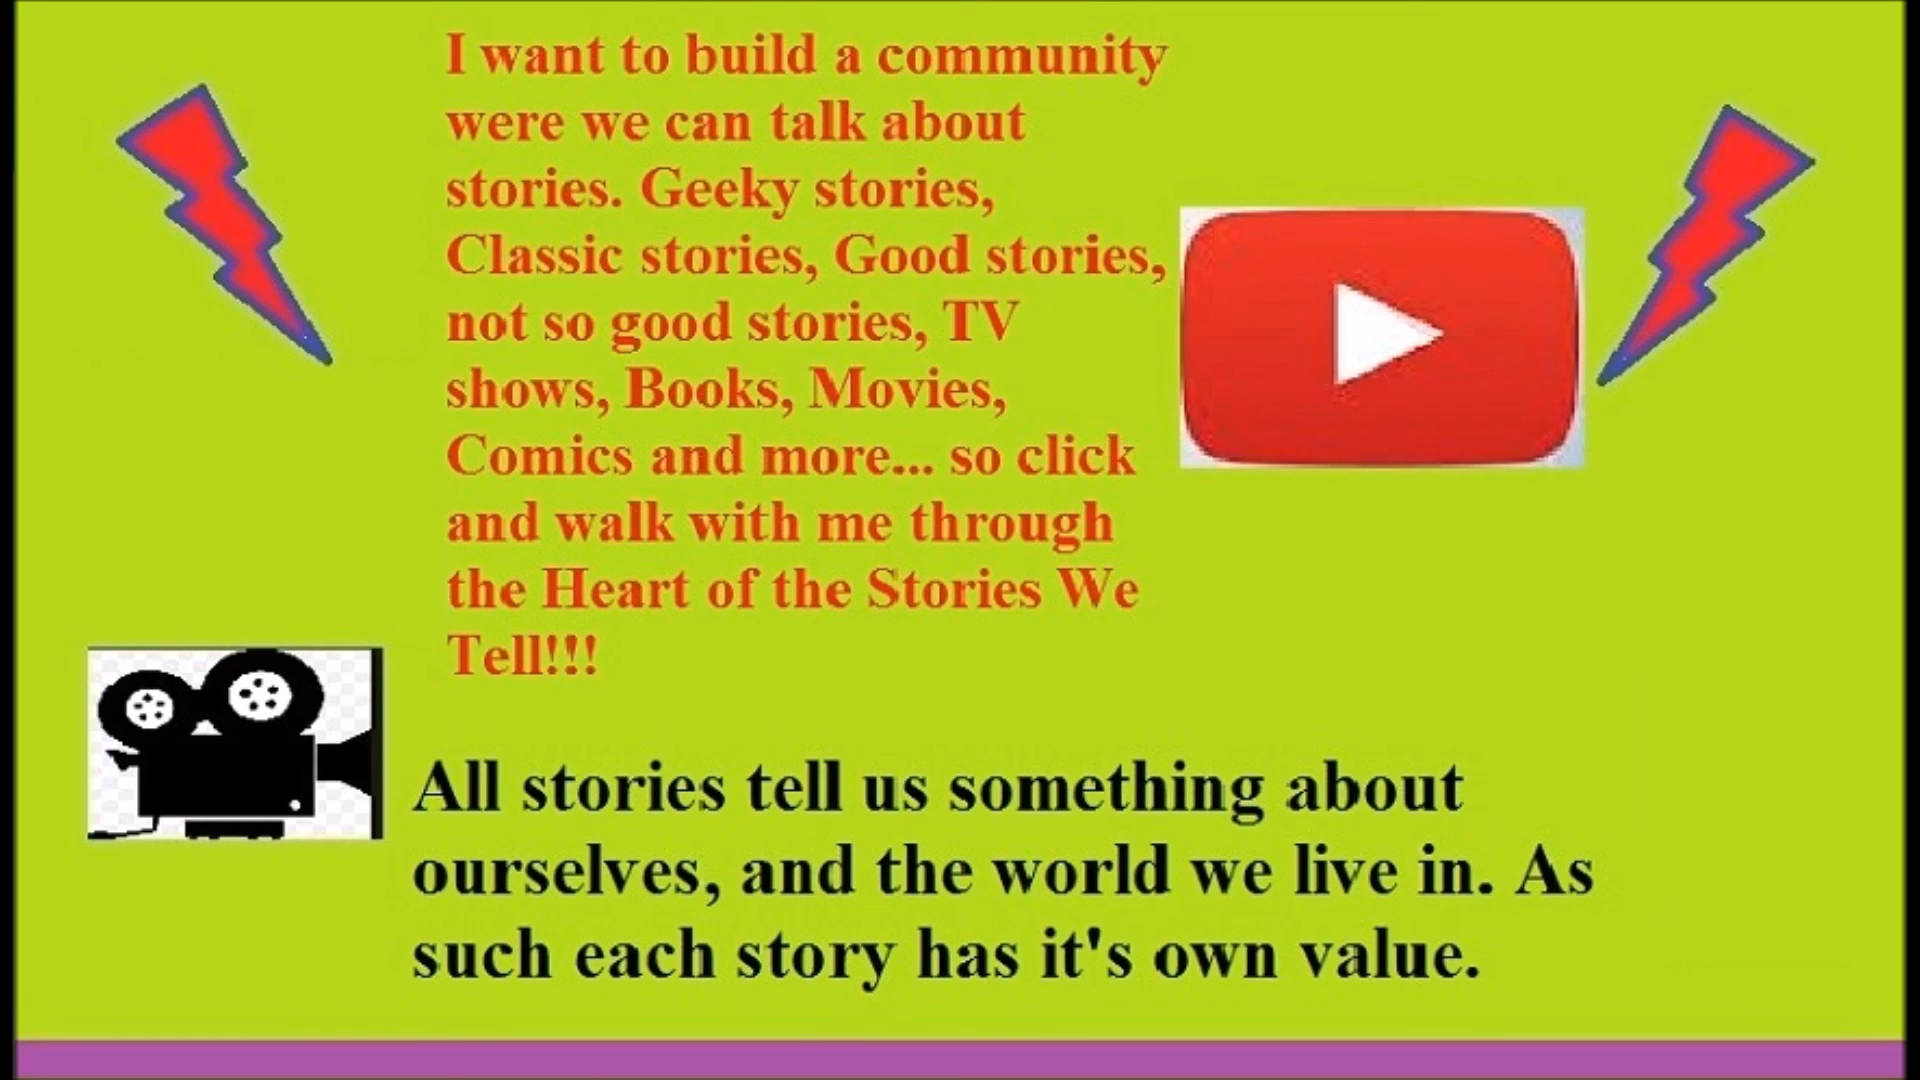 I want to build a community
were we can talk about
stories. Geeky stories,
Classic stories, Good stories,
not so good stories, TV
shows, Books, Movies,
Comics and more... so click
and walk with me through
the Heart of the Stories We
Tell!!!
All stories tell us something about
ourselves, and the world we live in. As
such each story has it's own value.